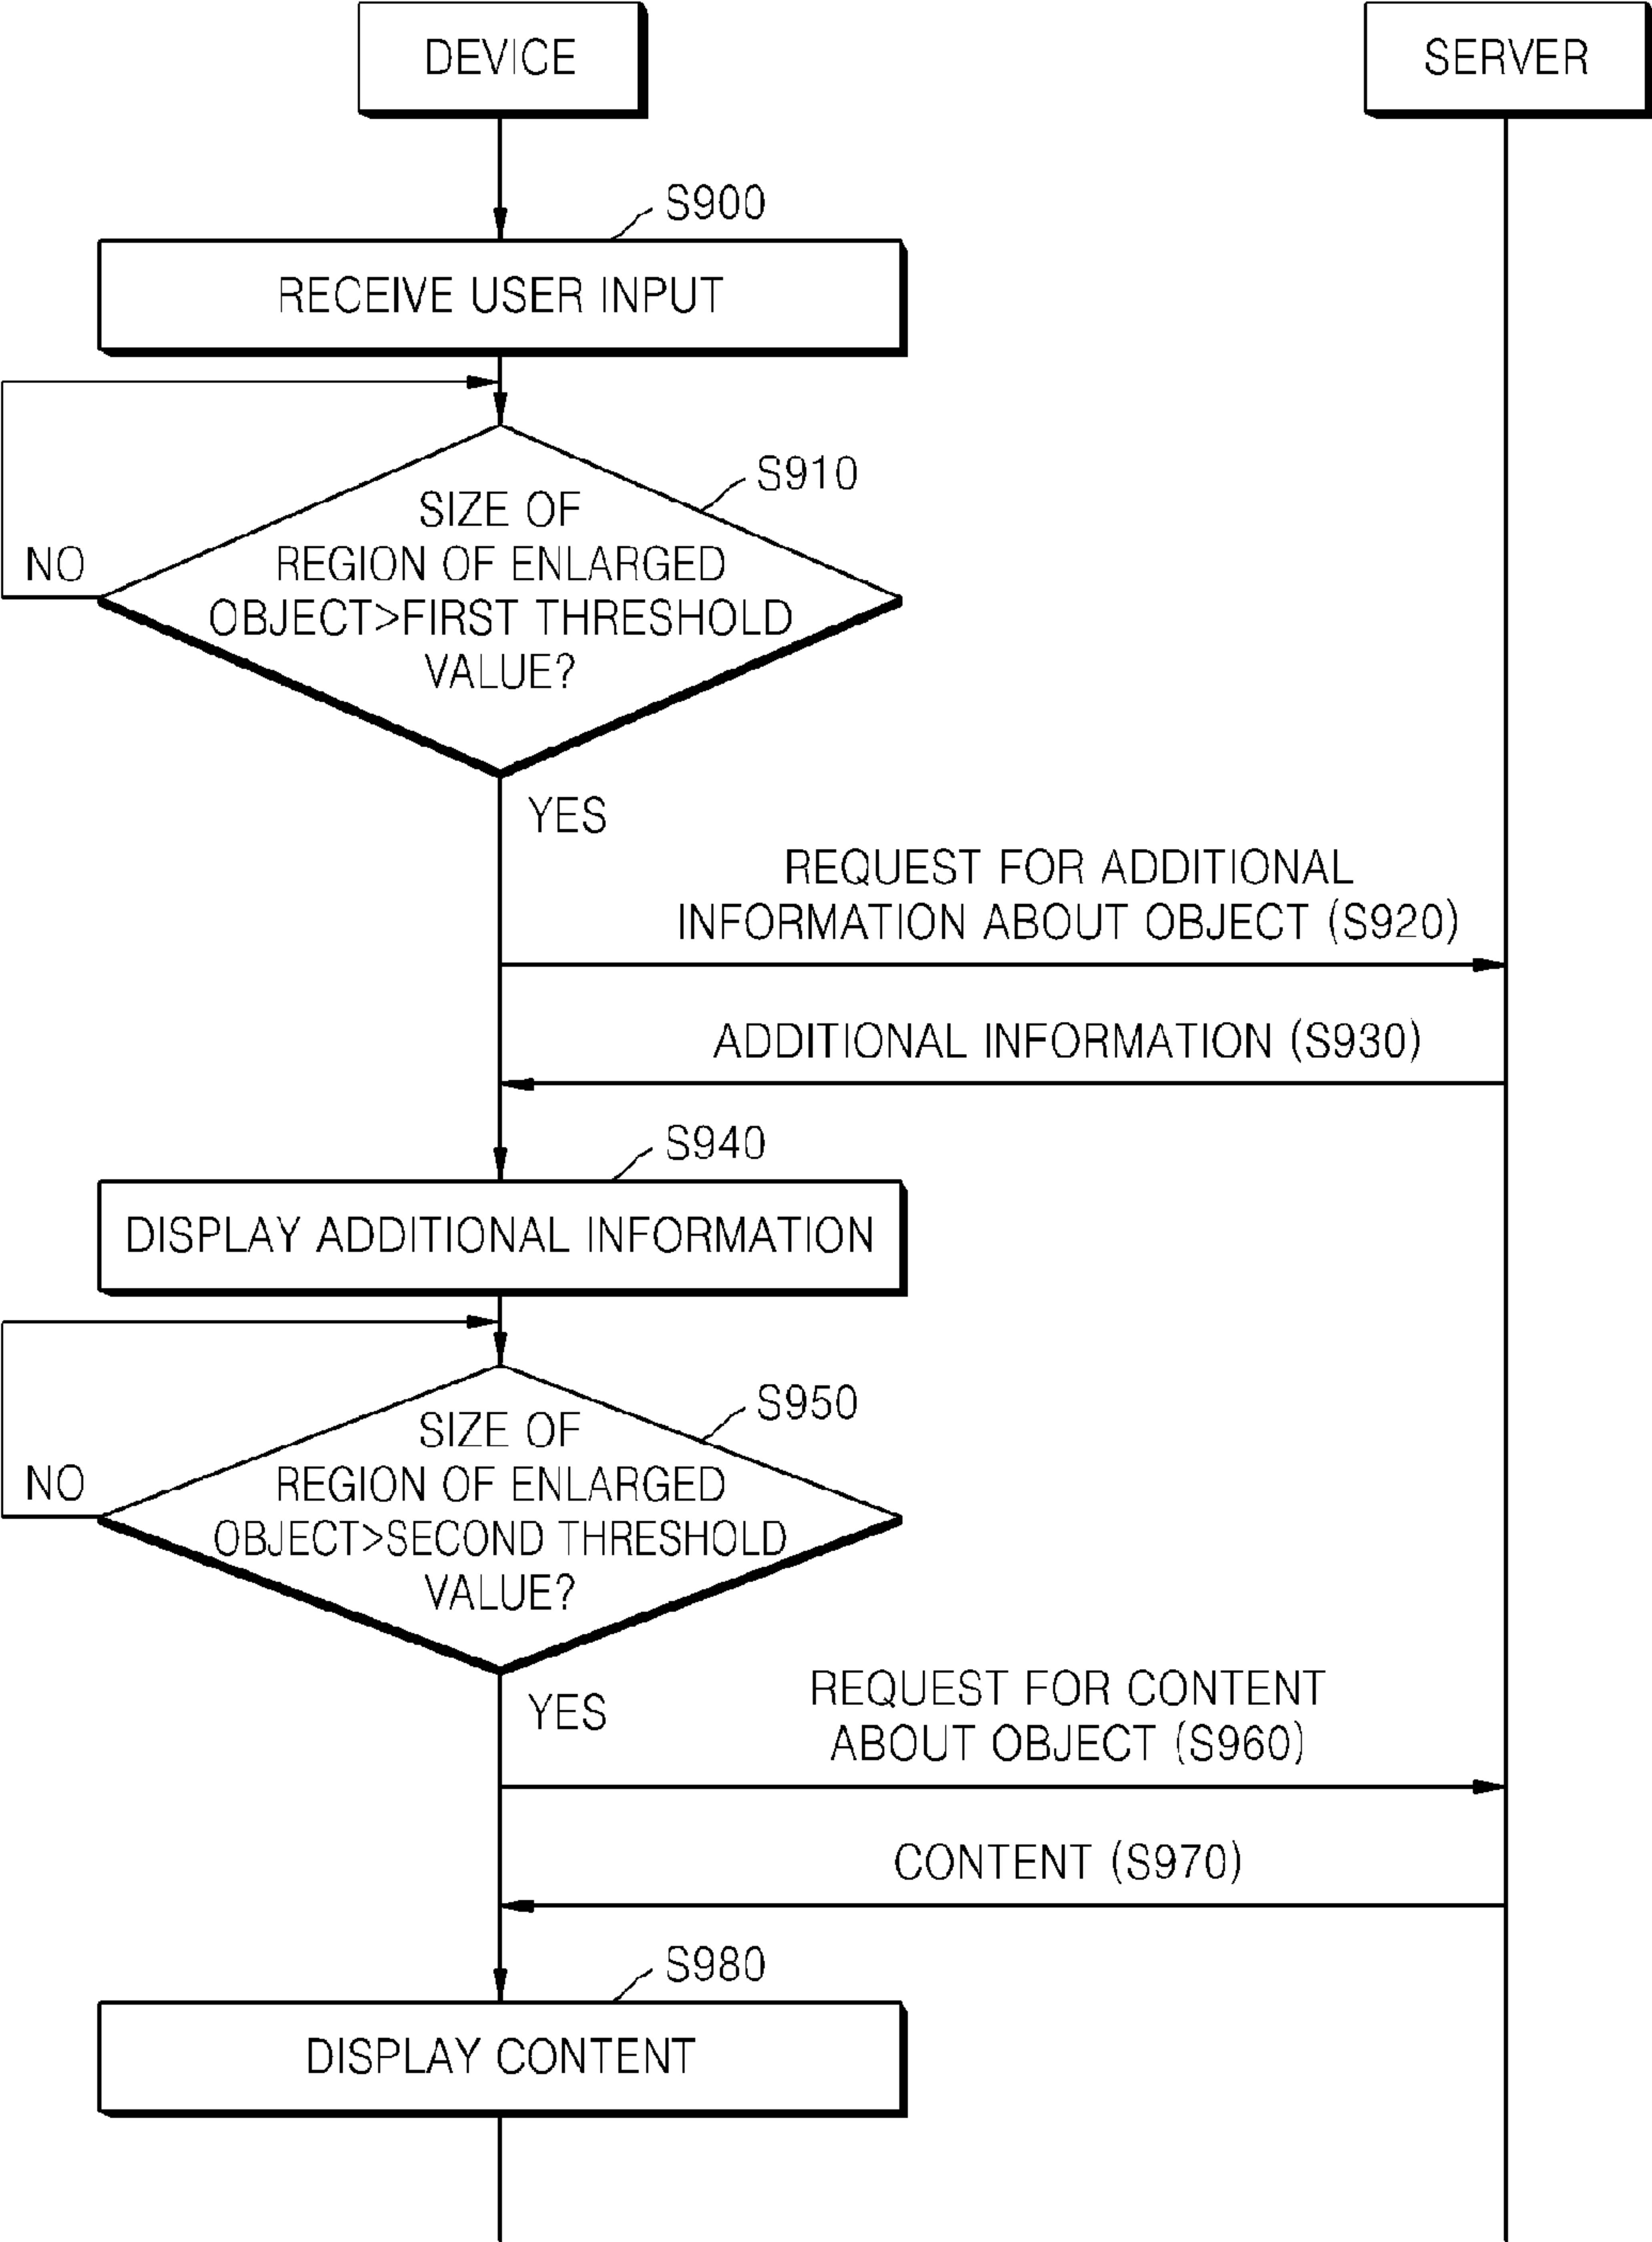 DEVICE
SERVER
S900
RECEIVE USER INPUT
S910
SIZE OF
REGION OF ENLARGED
OBJECT>FIRST THRESHOLD
VALUE?
NO
YES
REQUEST FOR ADDITIONAL
INFORMATION ABOUT OBJECT (S920)
ADDITIONAL INFORMATION (S930)
S940
DISPLAY ADDITIONAL INFORMATION
S950
SIZE OF
REGION OF ENLARGED
OBJECT>SECOND THRESHOLD
VALUE?
NO
YES
REQUEST FOR CONTENT
ABOUT OBJECT (S960)
CONTENT (S970)
S980
DISPLAY CONTENT